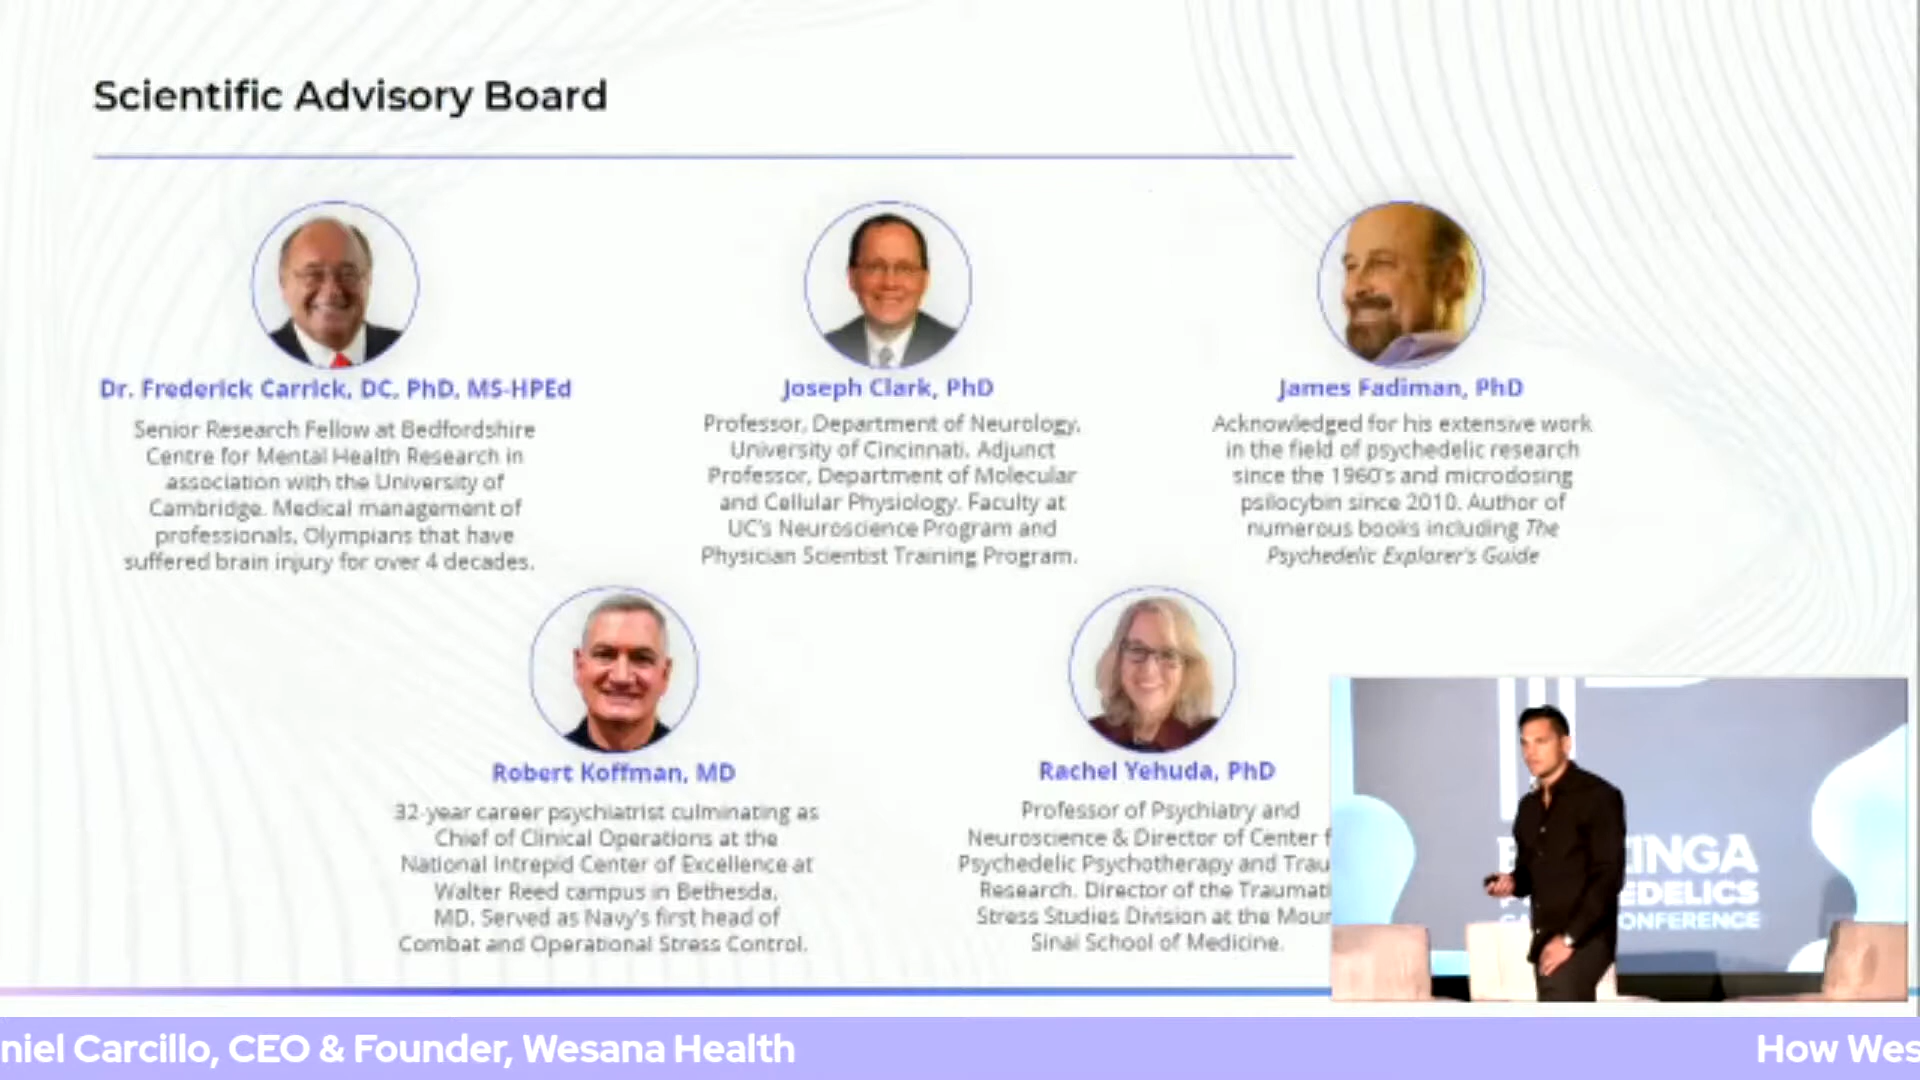 Scientific Advisory Board
Dr. Frederick Carrick, DC, PhD, MS-HPEd
Senior Research Fellow at Bedfordshire
Centre for Mental Health Research in
association with the University of
Cambridge. Medical management of
professionals, Olympians that have
suffered brain injury for over 4 decades.
Joseph Clark, PhD
Professor, Department of Neurology,
University of Cincinnati. Adjunct
Professor, Department of Molecular
and Cellular Physiology. Faculty at
UC's Neuroscience Program and
Physician Scientist Training Program.
James Fadiman, PhD
Acknowledged for his extensive work
in the field of psychedelic research
since the 1960's and microdosing
psilocybin since 2010. Author of
numerous books including The
Psychedelic Explorer's Guide
Robert Koffman, MD
32-year career psychiatrist culminating as
Chief of Clinical Operations at the
National Intrepid Center of Excellence at
Walter Reed campus in Bethesda,
MD. Served as Navy's first head of
Combat and Operational Stress Control.
Rachel Yehuda, PhD
Professor of Psychiatry and
Neuroscience & Director of Center f
Psychedelic Psychotherapy and Trau
Research. Director of the Traumati
Stress Studies Division at the Moun
Sinai School of Medicine.
INGA
EDELICS
ONFERENCE
niel Carcillo, CEO & Founder, Wesana Health
How Wes